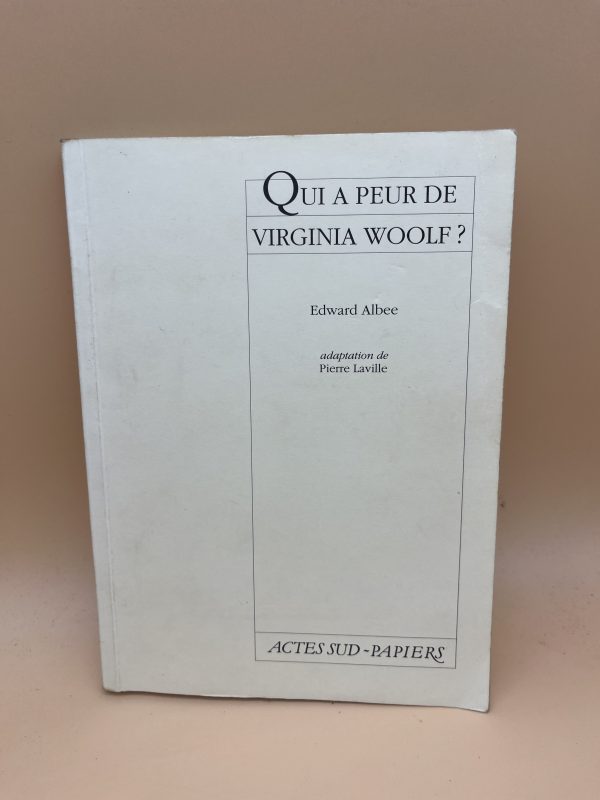 QUI A PEUR DE
VIRGINIA WOOLF ?
Edward Albee
adaptation de
Pierre Laville
ACTES SUD - PAPIERS